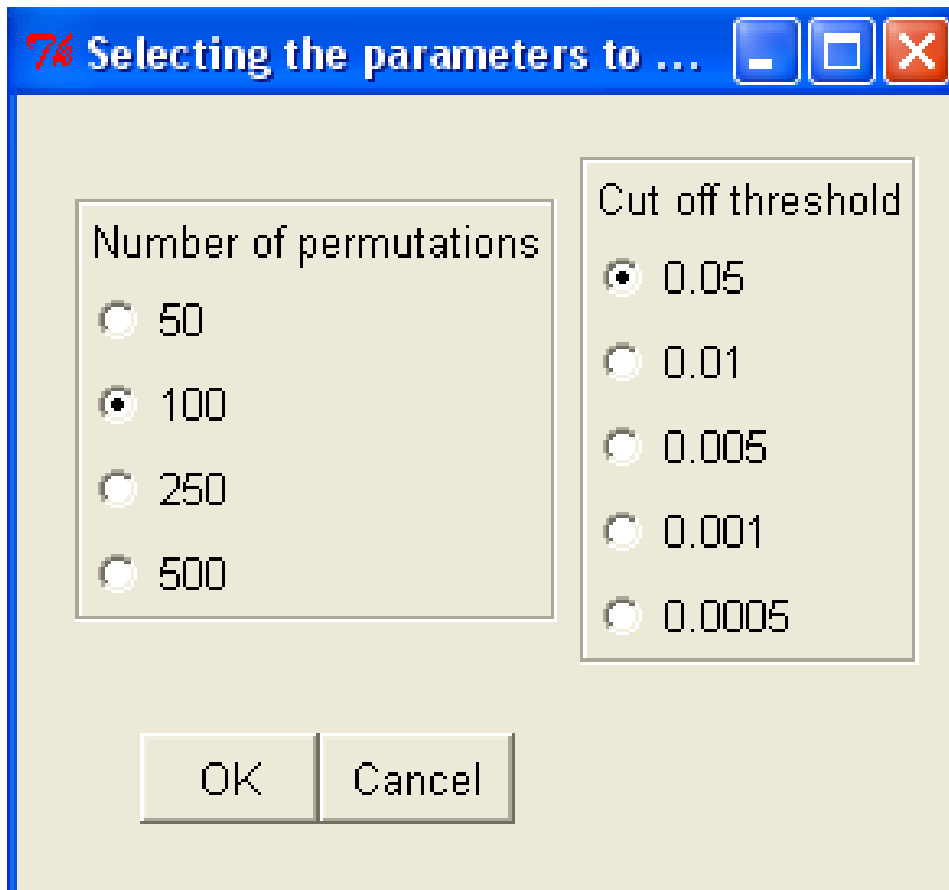 Selecting the parameters to ...
Number of permutations
50
100
250
500
Cut off threshold
0.05
0.01
0.005
0.001
0.0005
OK
Cancel